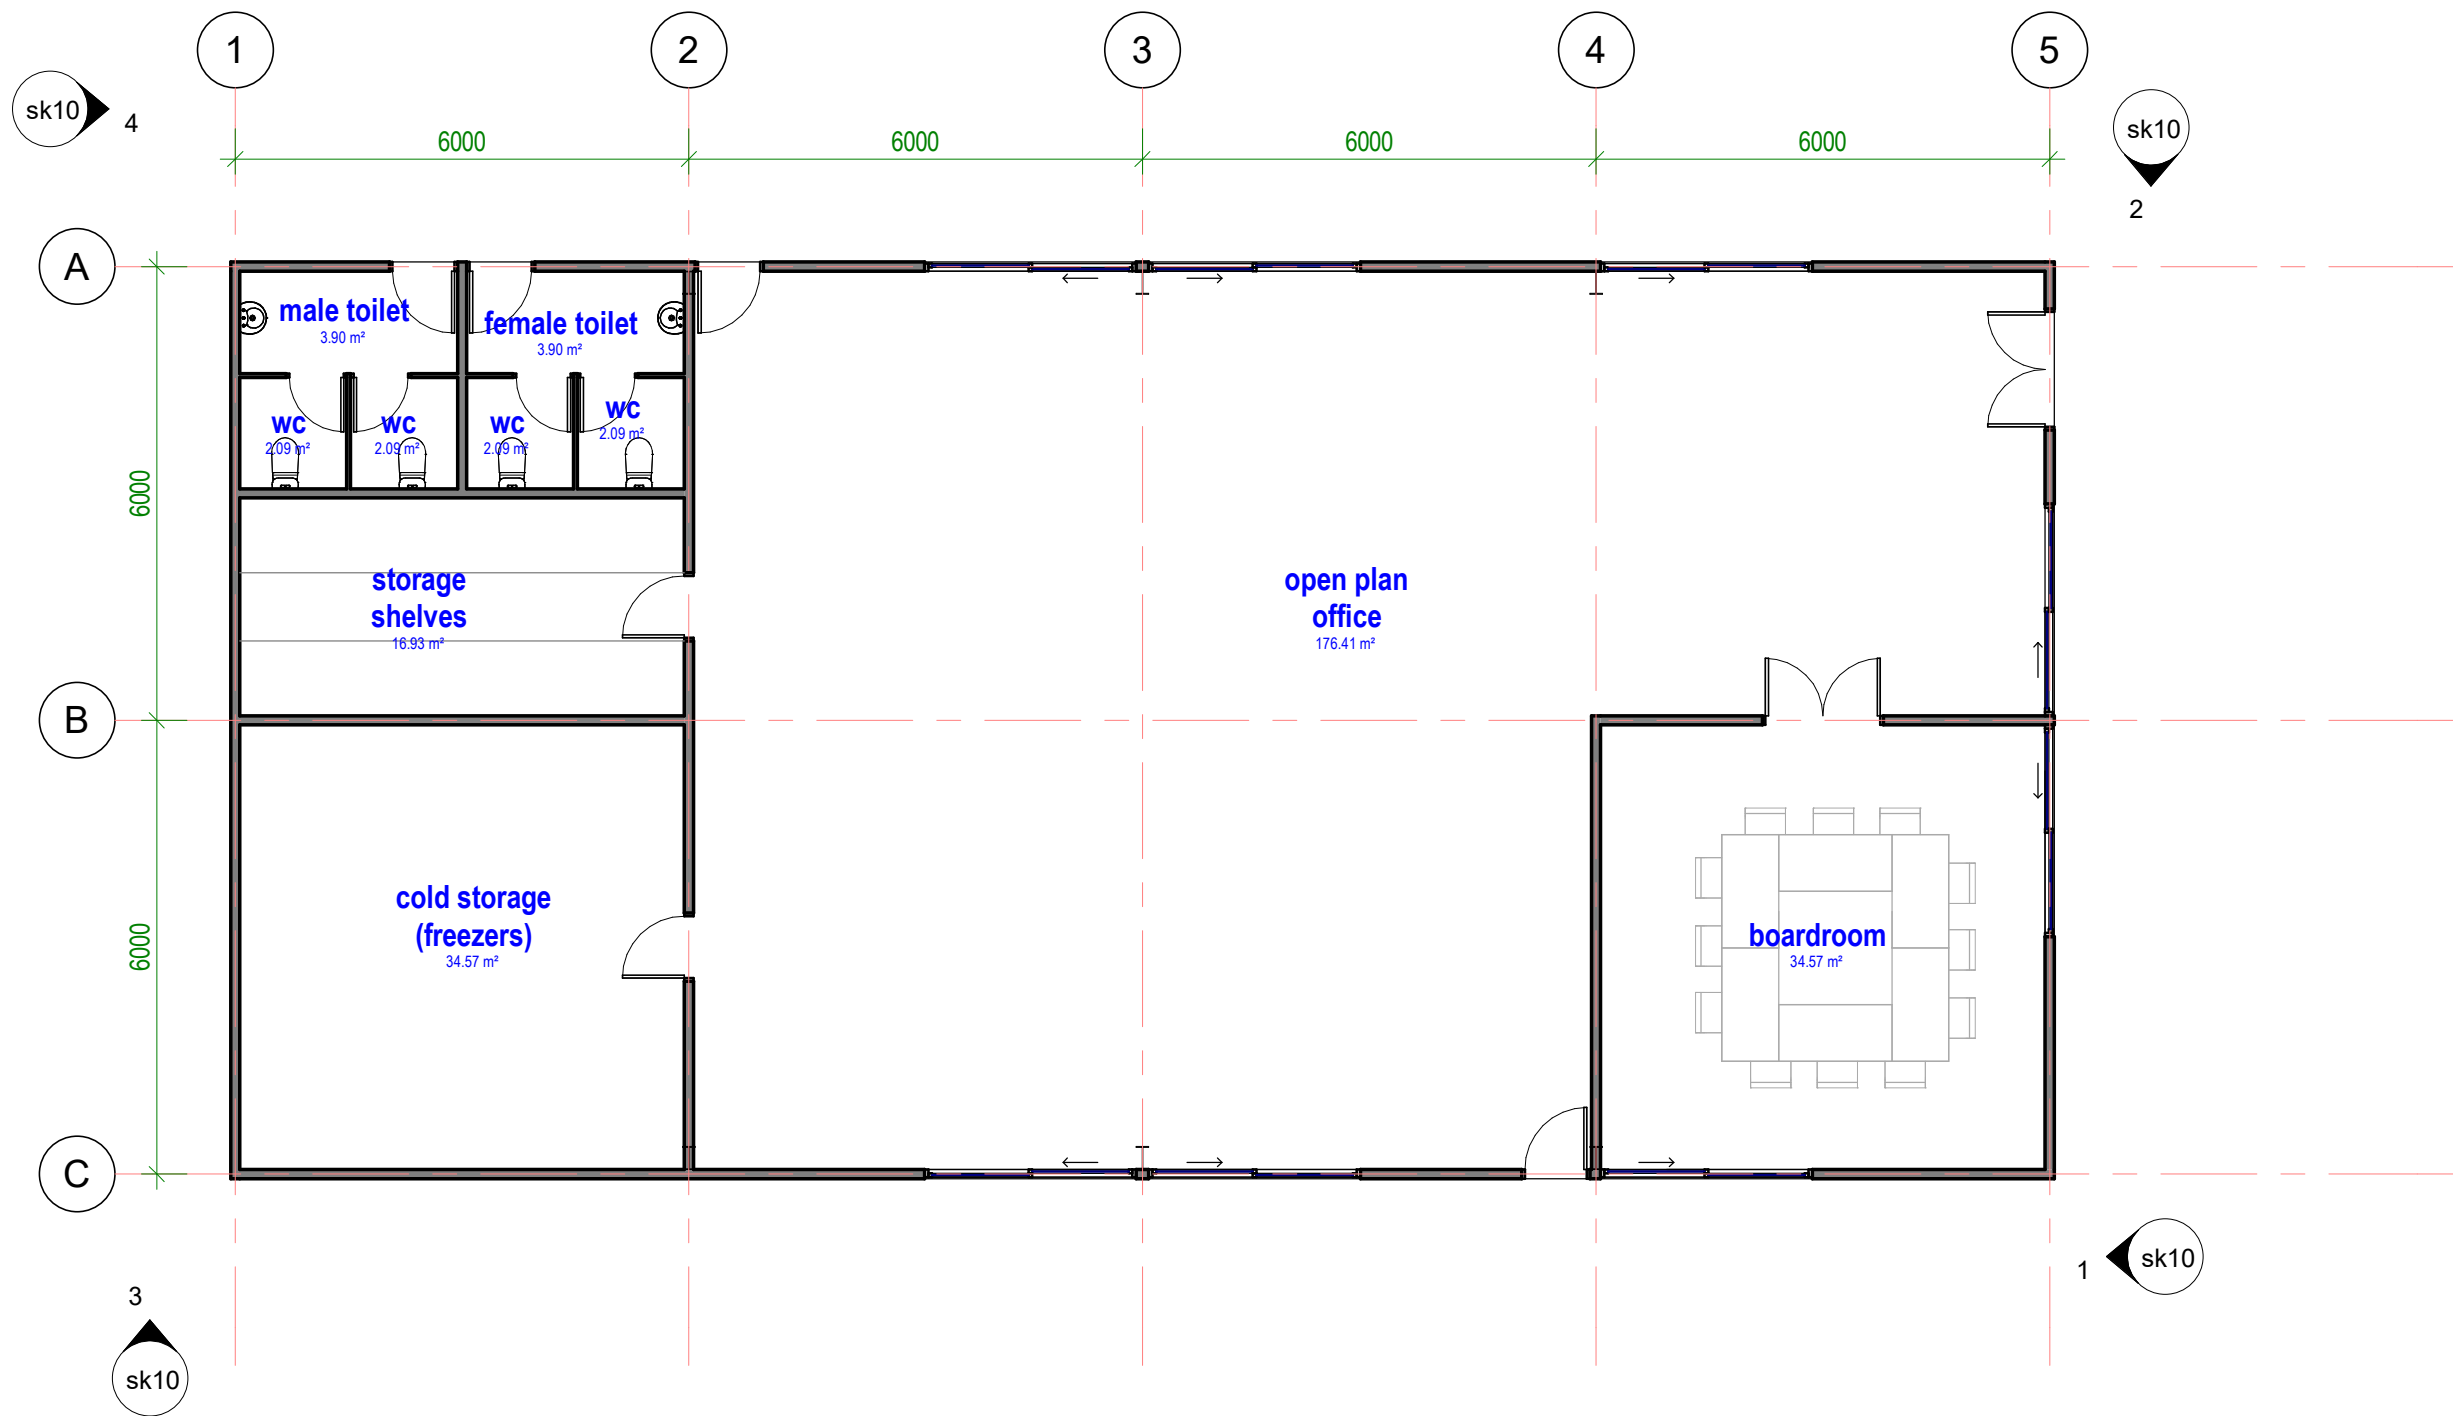 1
2
3
4
5
sk10
4
sk10
2
6000
6000
6000
6000
A
male toilet
3.90 m²
female toilet
3.90 m²
wc
2.09 m²
wc
2.09 m²
wc
2.09 m²
wc
2.09 m²
6000
storage
shelves
16.93 m²
open plan
office
176.41 m²
B
cold storage
(freezers)
34.57 m²
boardroom
34.57 m²
6000
C
1
sk10
3
sk10